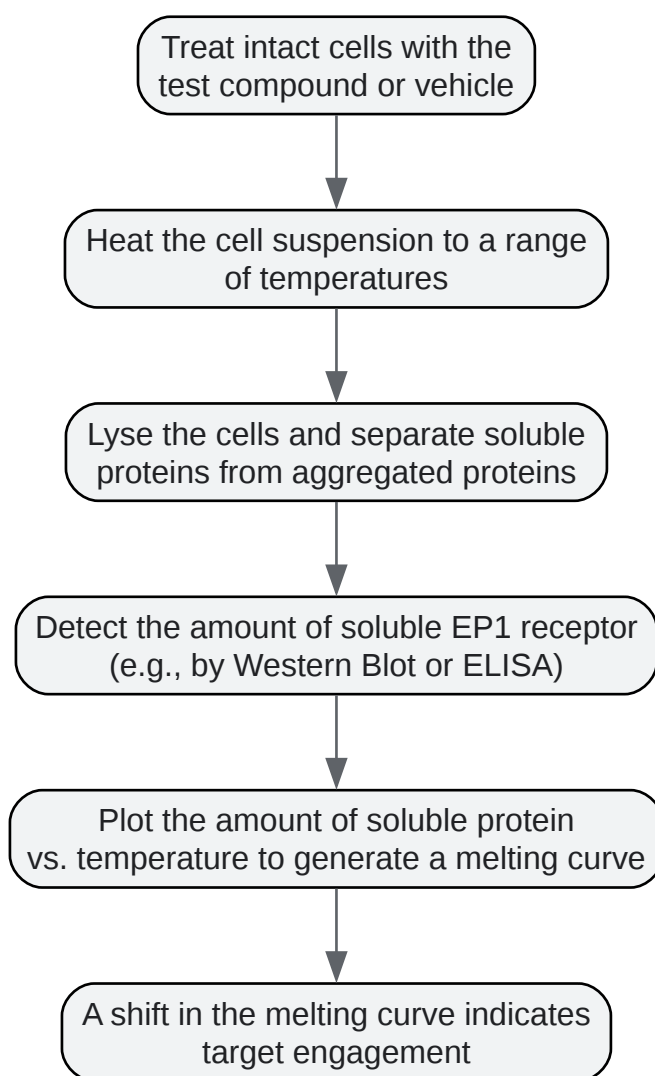 Treat intact cells with the
test compound or vehicle
Heat the cell suspension to a range
of temperatures
Lyse the cells and separate soluble
proteins from aggregated proteins
Detect the amount of soluble EP1 receptor
(e.g., by Western Blot or ELISA)
Plot the amount of soluble protein
vs. temperature to generate a melting curve
A shift in the melting curve indicates
target engagement